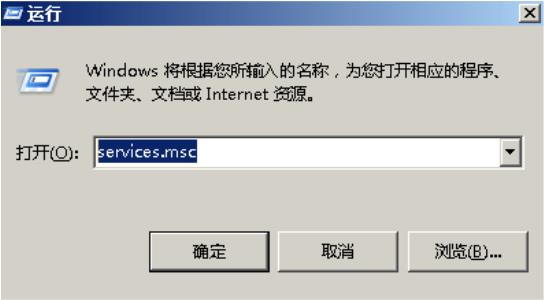 运行
Windows 将根据您所输入的名称，为您打开相应的程序、
文件夹、文档或 Internet 资源。
打开(O): services.msc
确定 取消 浏览(B)...